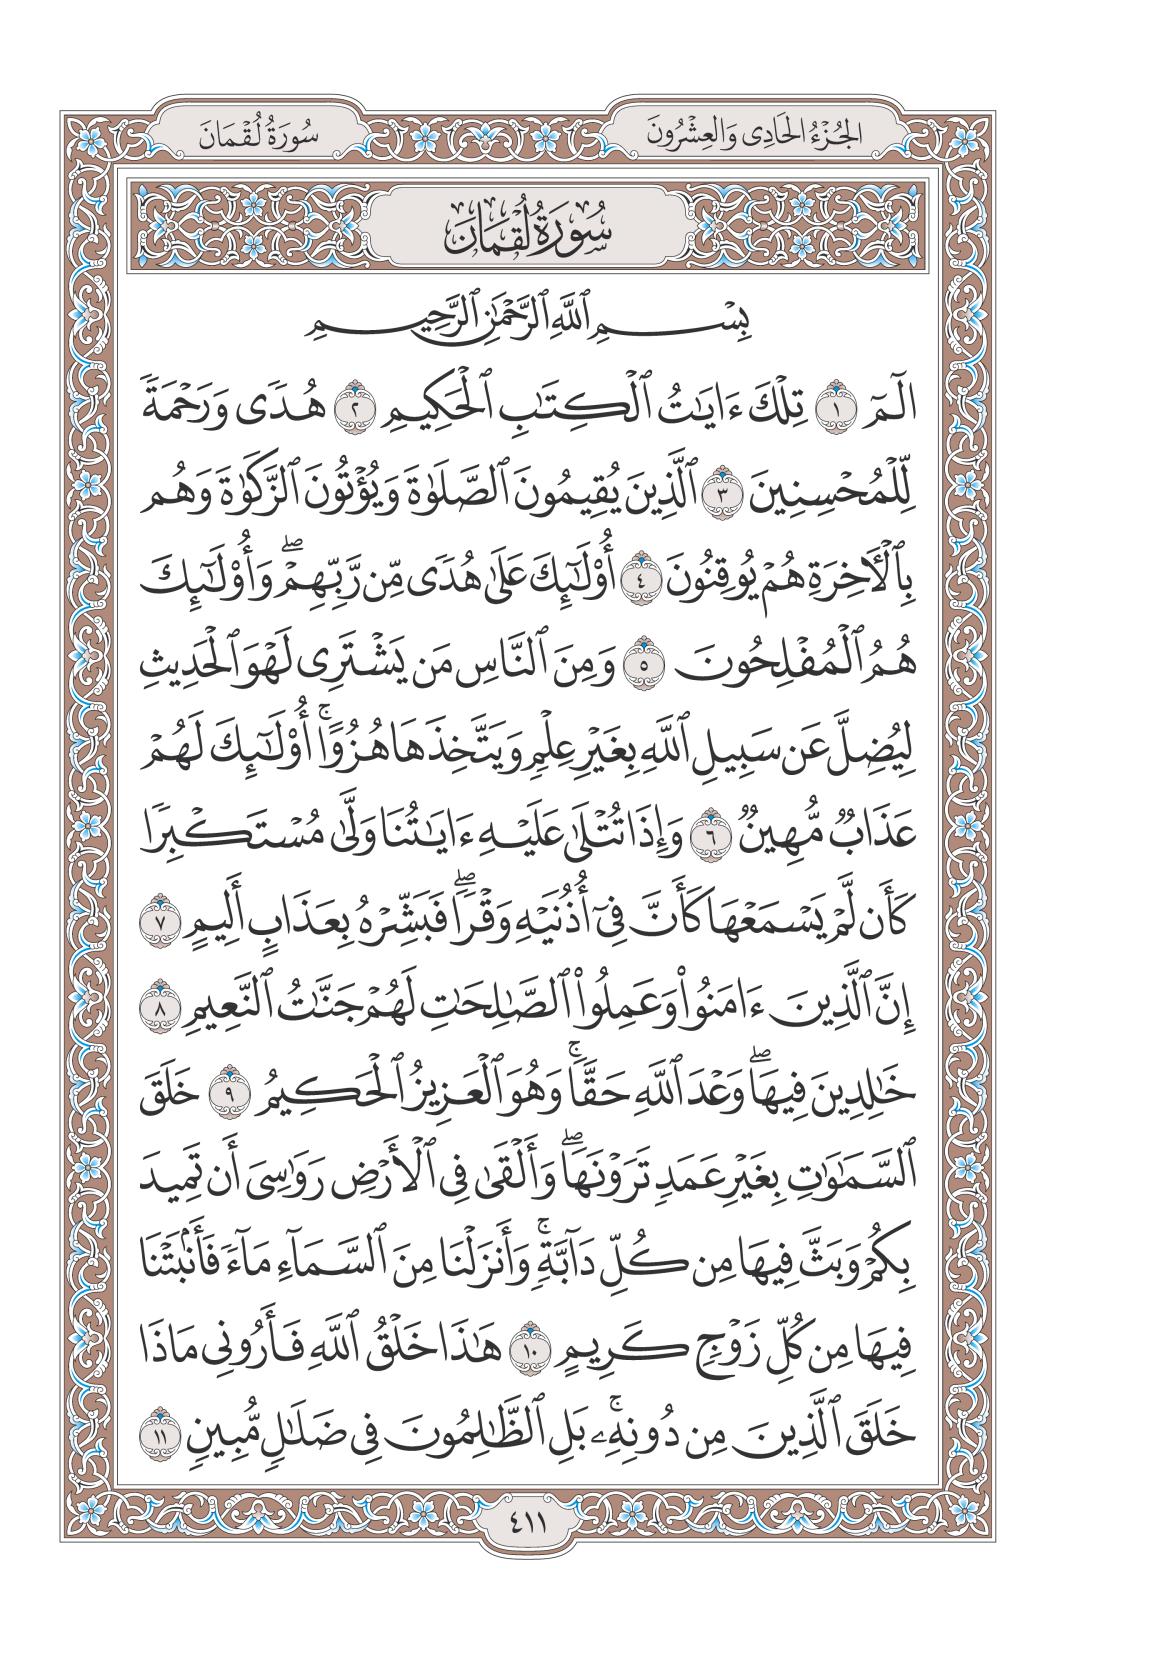 الجُزْءُ الحَادِي وَالعِشْرُونَ
سُورَةُ لُقْمَانَ
سُورَةُ لُقْمَانَ
بِسْمِ ٱللَّهِ ٱلرَّحْمَٰنِ ٱلرَّحِيمِ
الٓمٓ ١ تِلْكَ ءَايَٰتُ ٱلْكِتَٰبِ ٱلْحَكِيمِ ٢ هُدًى وَرَحْمَةً
لِّلْمُحْسِنِينَ ٣ ٱلَّذِينَ يُقِيمُونَ ٱلصَّلَوٰةَ وَيُؤْتُونَ ٱلزَّكَوٰةَ وَهُم
بِٱلْأٓخِرَةِ هُمْ يُوقِنُونَ ٤ أُوْلَٰٓئِكَ عَلَىٰ هُدًى مِّن رَّبِّهِمْۖ وَأُوْلَٰٓئِكَ
هُمُ ٱلْمُفْلِحُونَ ٥ وَمِنَ ٱلنَّاسِ مَن يَشْتَرِي لَهْوَ ٱلْحَدِيثِ
لِيُضِلَّ عَن سَبِيلِ ٱللَّهِ بِغَيْرِ عِلْمٍ وَيَتَّخِذَهَا هُزُوًاۚ أُوْلَٰٓئِكَ لَهُمْ
عَذَابٌ مُّهِينٌ ٦ وَإِذَا تُتْلَىٰ عَلَيْهِ ءَايَٰتُنَا وَلَّىٰ مُسْتَكْبِرًا
كَأَن لَّمْ يَسْمَعْهَا كَأَنَّ فِيٓ أُذُنَيْهِ وَقْرًاۖ فَبَشِّرْهُ بِعَذَابٍ أَلِيمٍ ٧
إِنَّ ٱلَّذِينَ ءَامَنُواْ وَعَمِلُواْ ٱلصَّٰلِحَٰتِ لَهُمْ جَنَّٰتُ ٱلنَّعِيمِ ٨
خَٰلِدِينَ فِيهَاۖ وَعْدَ ٱللَّهِ حَقًّاۚ وَهُوَ ٱلْعَزِيزُ ٱلْحَكِيمُ ٩ خَلَقَ
ٱلسَّمَٰوَٰتِ بِغَيْرِ عَمَدٍ تَرَوْنَهَاۖ وَأَلْقَىٰ فِي ٱلْأَرْضِ رَوَٰسِيَ أَن تَمِيدَ
بِكُمْ وَبَثَّ فِيهَا مِن كُلِّ دَآبَّةٍۚ وَأَنزَلْنَا مِنَ ٱلسَّمَآءِ مَآءً فَأَنۢبَتْنَا
فِيهَا مِن كُلِّ زَوْجٍ كَرِيمٍ ١٠ هَٰذَا خَلْقُ ٱللَّهِ فَأَرُونِي مَاذَا
خَلَقَ ٱلَّذِينَ مِن دُونِهِۦۚ بَلِ ٱلظَّٰلِمُونَ فِي ضَلَٰلٍ مُّبِينٍ ١١
٤١١